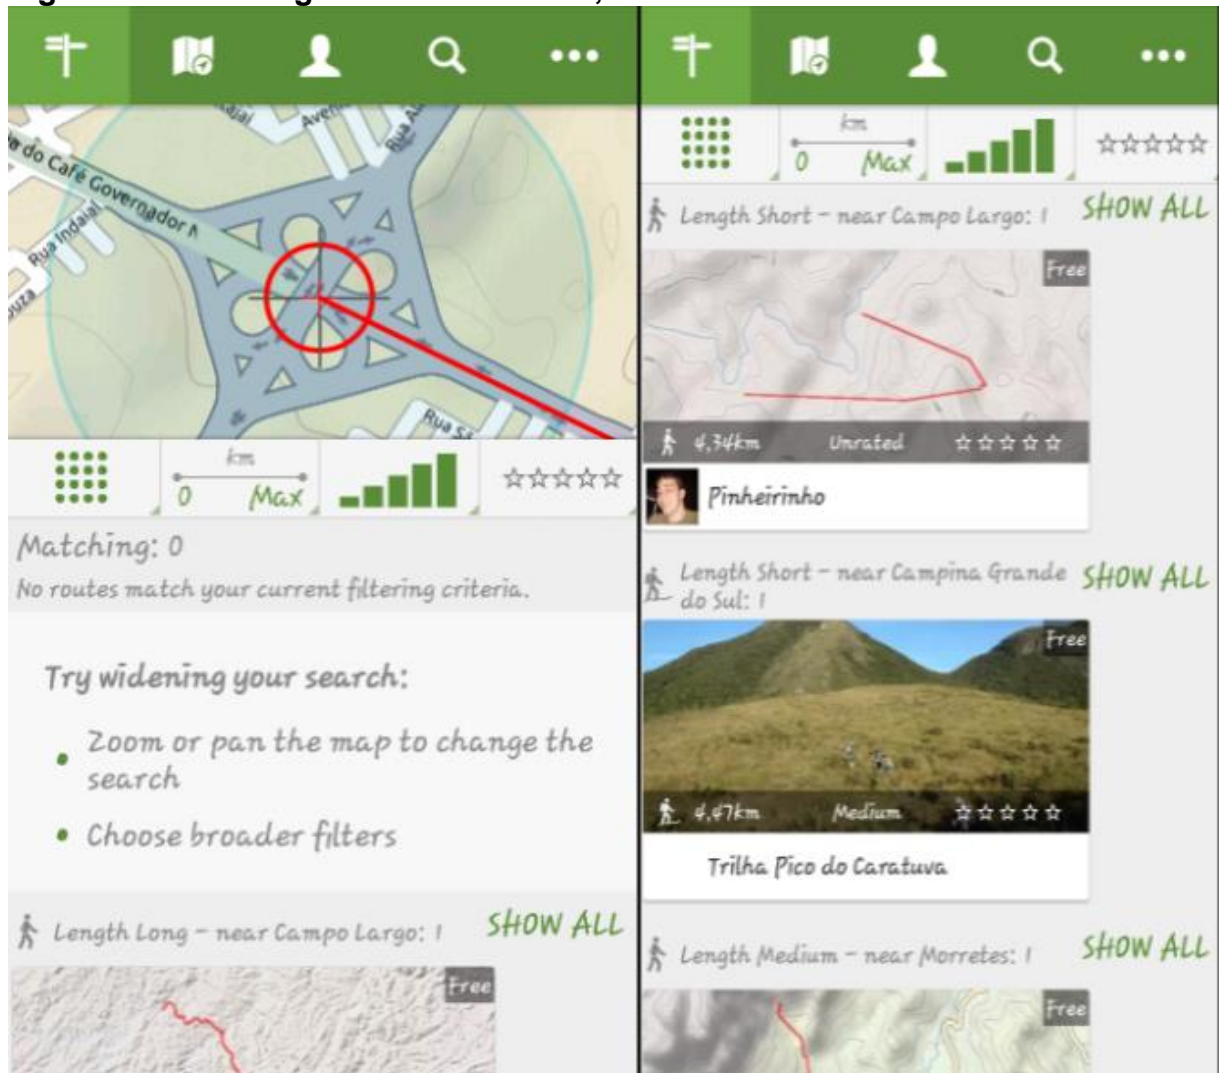 Rua do Café Governador
Rua Indaial
km
0 Max
Matching: 0
No routes match your current filtering criteria.
Try widening your search:
• Zoom or pan the map to change the
search
• Choose broader filters
Length Long - near Campo Largo: 1 SHOW ALL
Free
km
0 Max
Length Short - near Campo Largo: 1 SHOW ALL
Free
4,34km Unrated
Pinheirinho
Length Short - near Campina Grande SHOW ALL
do Sul: 1
Free
4,47km Medium
Trilha Pico do Caratuva
Length Medium - near Morretes: 1 SHOW ALL
Free